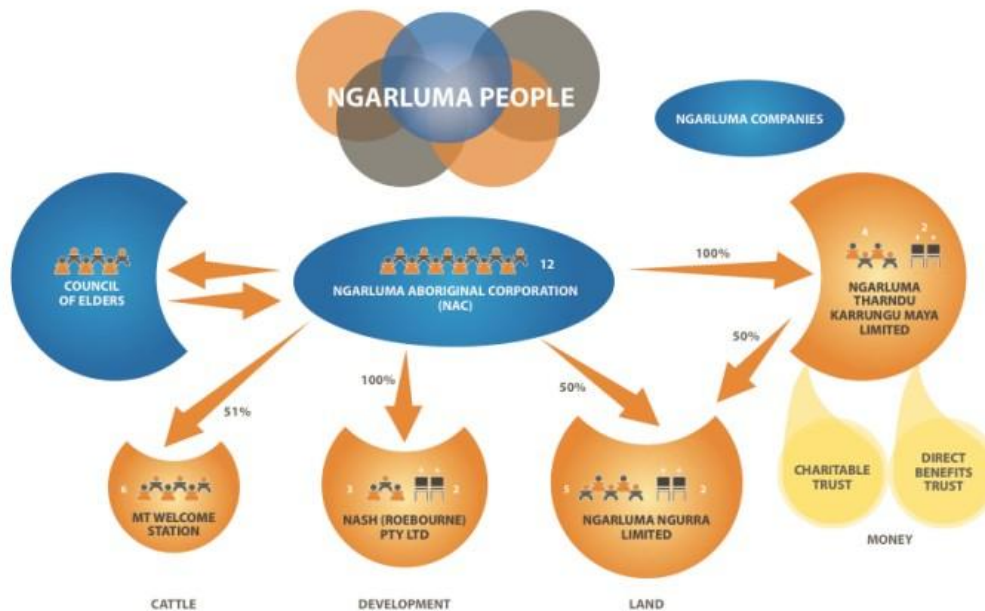 NGARLUMA PEOPLE
NGARLUMA COMPANIES
COUNCIL
OF ELDERS
12
NGARLUMA ABORIGINAL CORPORATION
(NAC)
100%
4
2
NGARLUMA
THARNDU
KARRUNGU MAYA
LIMITED
51%
100%
50%
50%
6
MT WELCOME
STATION
3
2
NASH (ROEBOURNE)
PTY LTD
5
2
NGARLUMA NGURRA
LIMITED
CHARITABLE
TRUST
DIRECT
BENEFITS
TRUST
MONEY
CATTLE
DEVELOPMENT
LAND